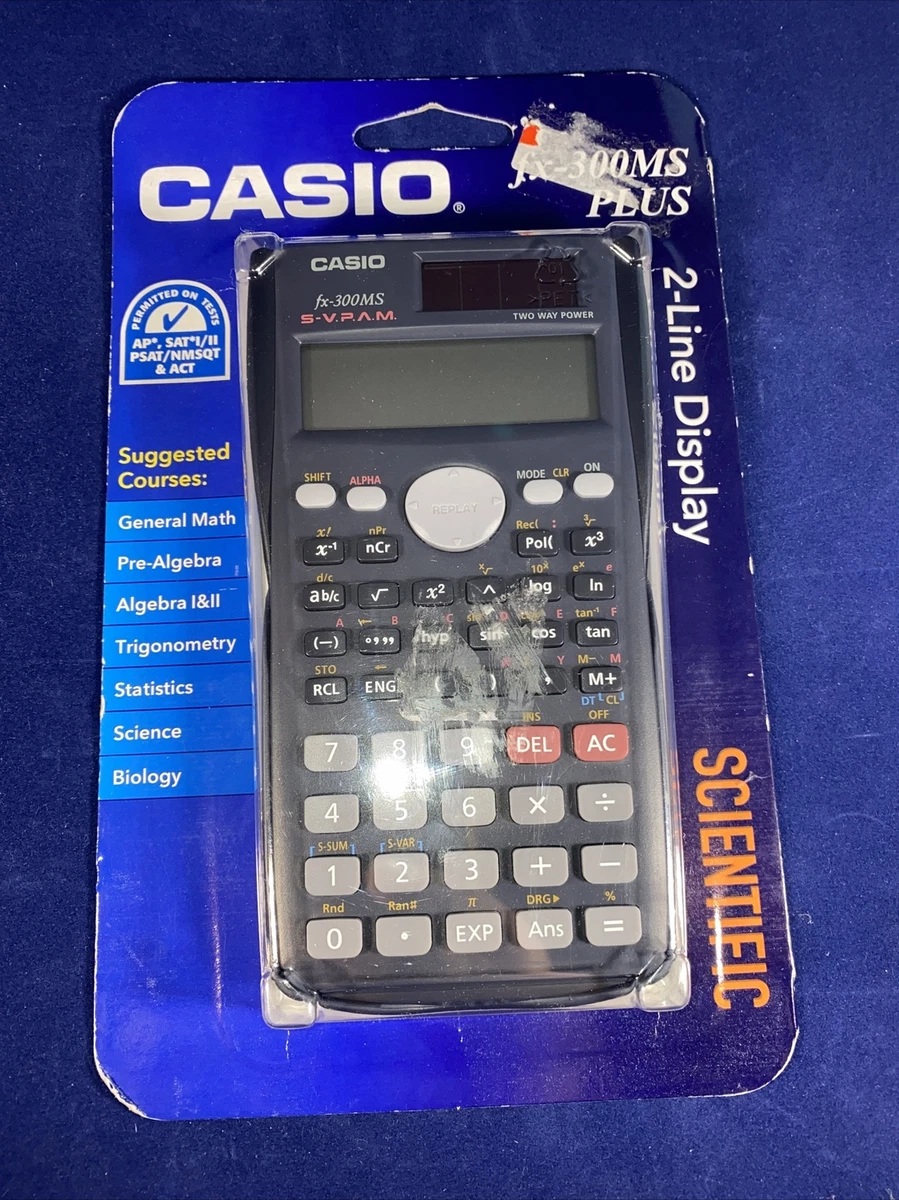 CASIO®
fx-300MS
PLUS
2-Line Display
SCIENTIFIC
PERMITTED ON TESTS
AP*, SAT*I/II
PSAT/NMSQT
& ACT
Suggested
Courses:
General Math
Pre-Algebra
Algebra I&II
Trigonometry
Statistics
Science
Biology
CASIO
fx-300MS
S-V.P.A.M.
>PET<
TWO WAY POWER
SHIFT ALPHA MODE CLR ON
REPLAY
x! nPr Rec( : ³√
x⁻¹ nCr Pol( x³
d/c ˣ√ 10ˣ eˣ e
a b/c √ x² ^ log ln
A B C D E tan⁻¹ F
(–) ° ’ ” hyp sin cos tan
STO X Y M– M
RCL ENG ( ) , M+
DT CL
INS OFF
7 8 9 DEL AC
4 5 6 × ÷
S-SUM S-VAR
1 2 3 + −
Rnd Ran# π DRG▶ %
0 • EXP Ans =